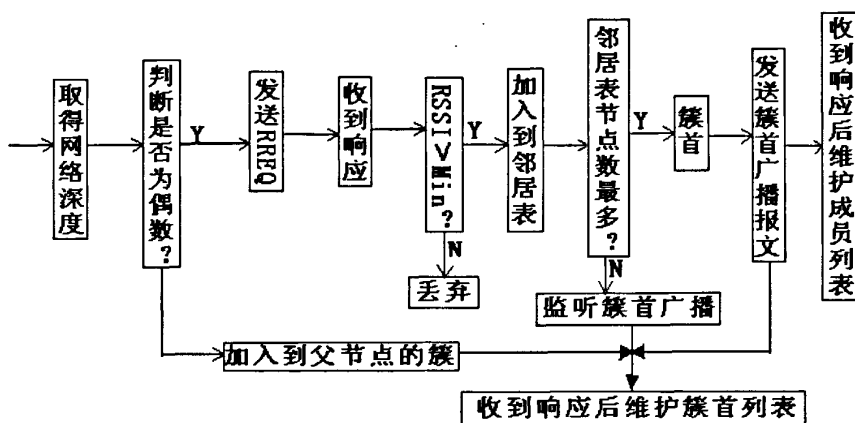 取得网络深度
判断是否为偶数？
Y
发送RREQ
收到响应
RSSI>Min？
Y
加入到邻居表
邻居表节点数最多？
Y
簇首
发送簇首广播报文
收到响应后维护成员列表
N
丢弃
N
监听簇首广播
加入到父节点的簇
收到响应后维护簇首列表